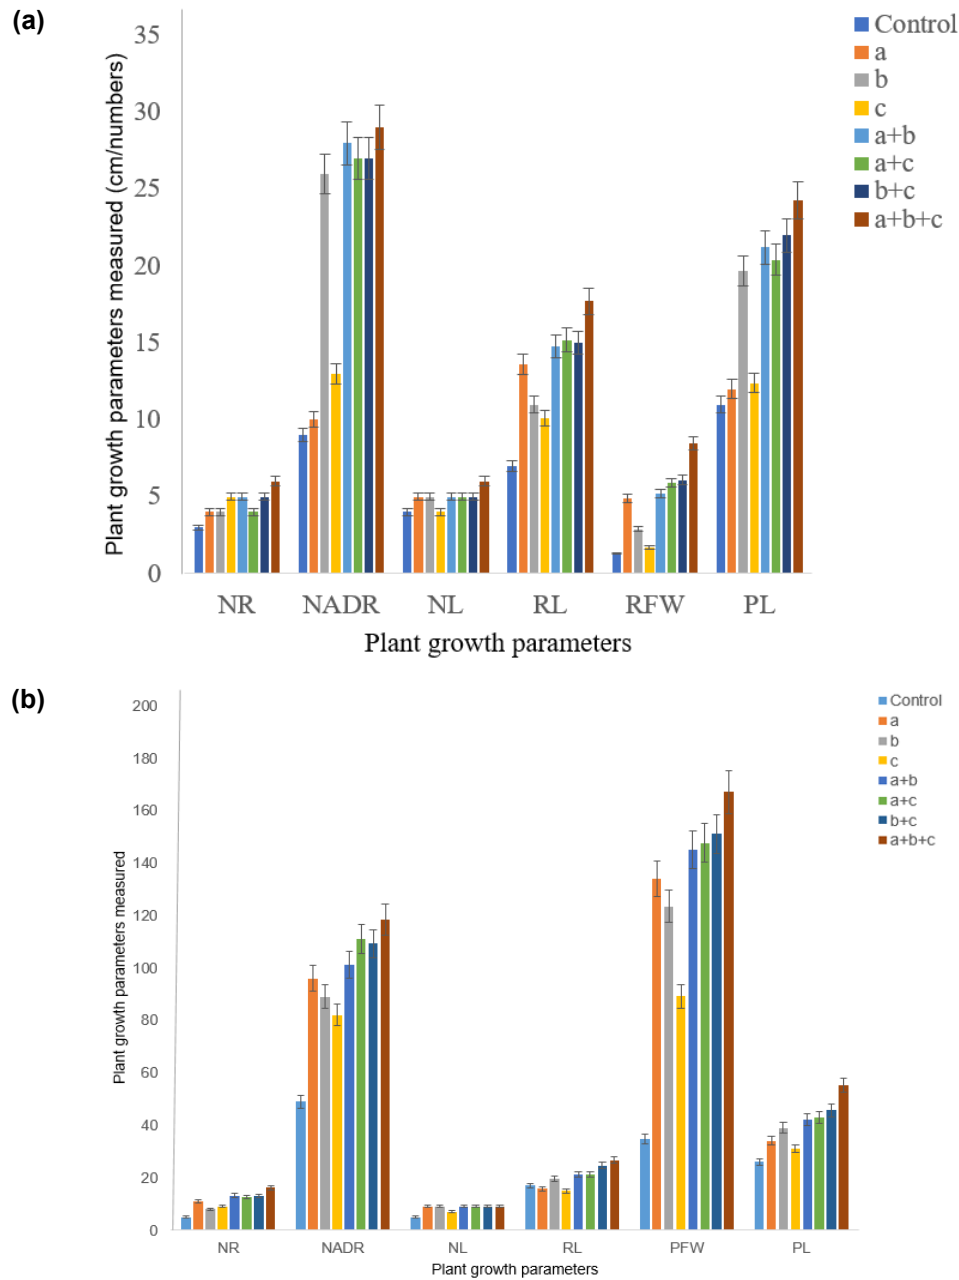 (a)
Plant growth parameters measured (cm/numbers)
35
30
25
20
15
10
5
0
NR NADR NL RL RFW PL
Plant growth parameters
Control
a
b
c
a+b
a+c
b+c
a+b+c
(b)
Plant growth parameters measured
200
180
160
140
120
100
80
60
40
20
0
NR NADR NL RL PFW PL
Plant growth parameters
Control
a
b
c
a+b
a+c
b+c
a+b+c